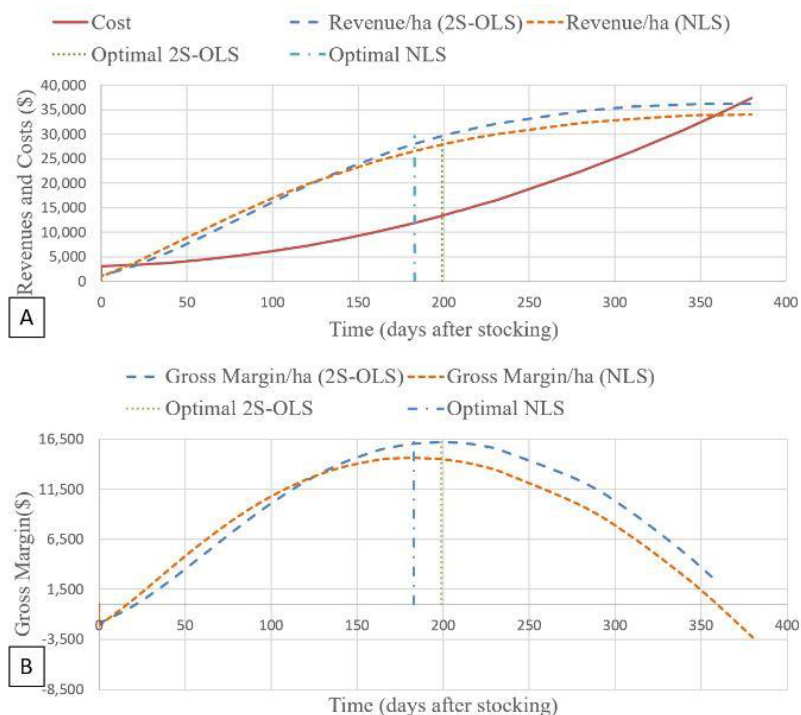 Cost Revenue/ha (2S-OLS) Revenue/ha (NLS)
Optimal 2S-OLS Optimal NLS
Revenues and Costs ($)
40,000
35,000
30,000
25,000
20,000
15,000
10,000
5,000
0
0 50 100 150 200 250 300 350 400
Time (days after stocking)
A
Gross Margin/ha (2S-OLS) Gross Margin/ha (NLS)
Optimal 2S-OLS Optimal NLS
Gross Margin($)
16,500
11,500
6,500
1,500
-3,500
-8,500
0 50 100 150 200 250 300 350 400
Time (days after stocking)
B